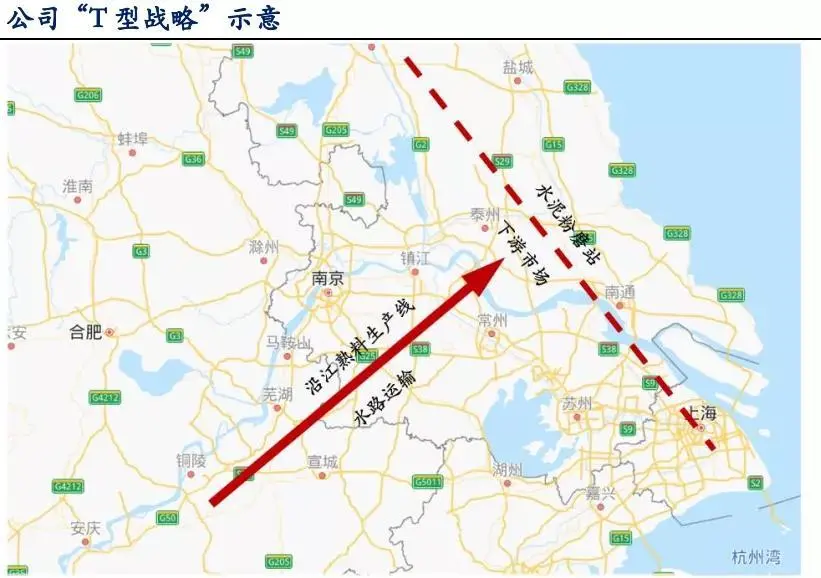 公司“T型战略”示意
盐城
S49
G206
G328
S49
G205
G2
G15
蚌埠
G36
S29
G328
淮南
S49
水泥粉磨站
泰州
下游市场
G328
滁州
G3
镇江
南京
南通
G328
沿江熟料生产线
常州
合肥
G3
马鞍山
G25
S38
S38
水路运输
S9
芜湖
G4212
苏州
上海
S9
铜陵
宣城
湖州
G4212
G5011
S2
嘉兴
G50
安庆
G15
G205
杭州湾